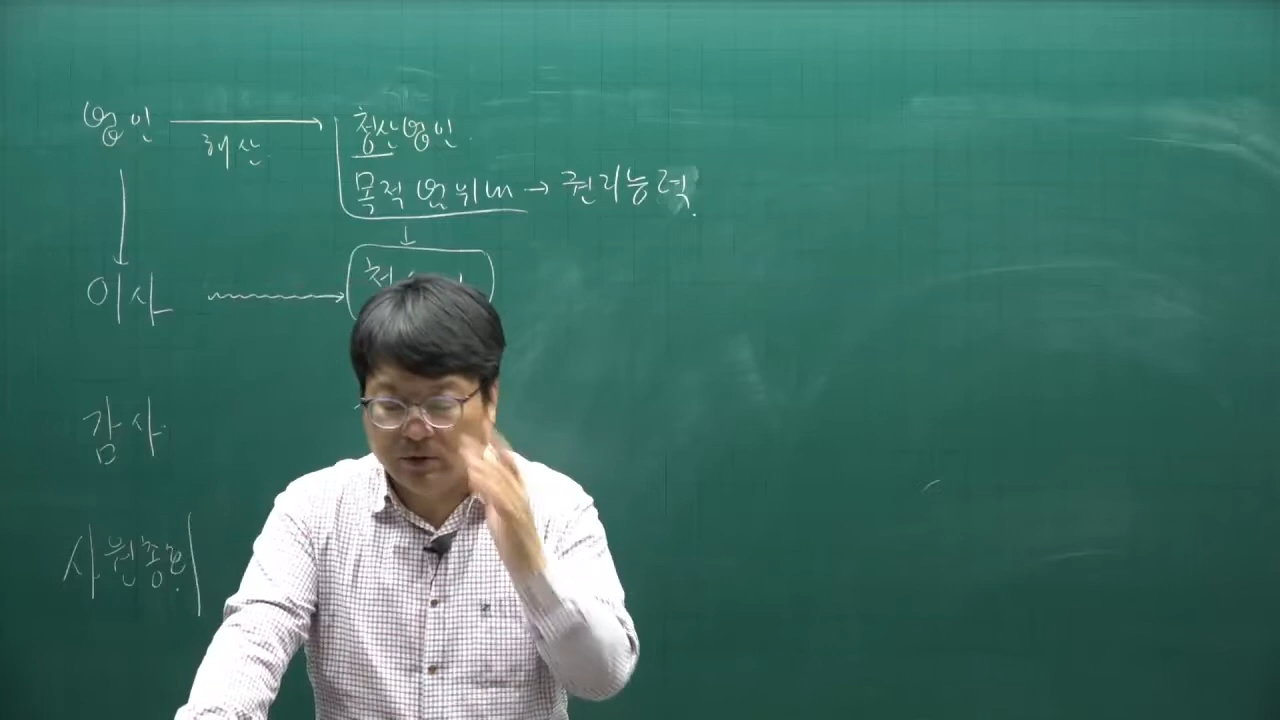 법인 → 청산법인
해산
목적 범위 내 → 권리능력.
↓
이사 → 청
감사
사원총회